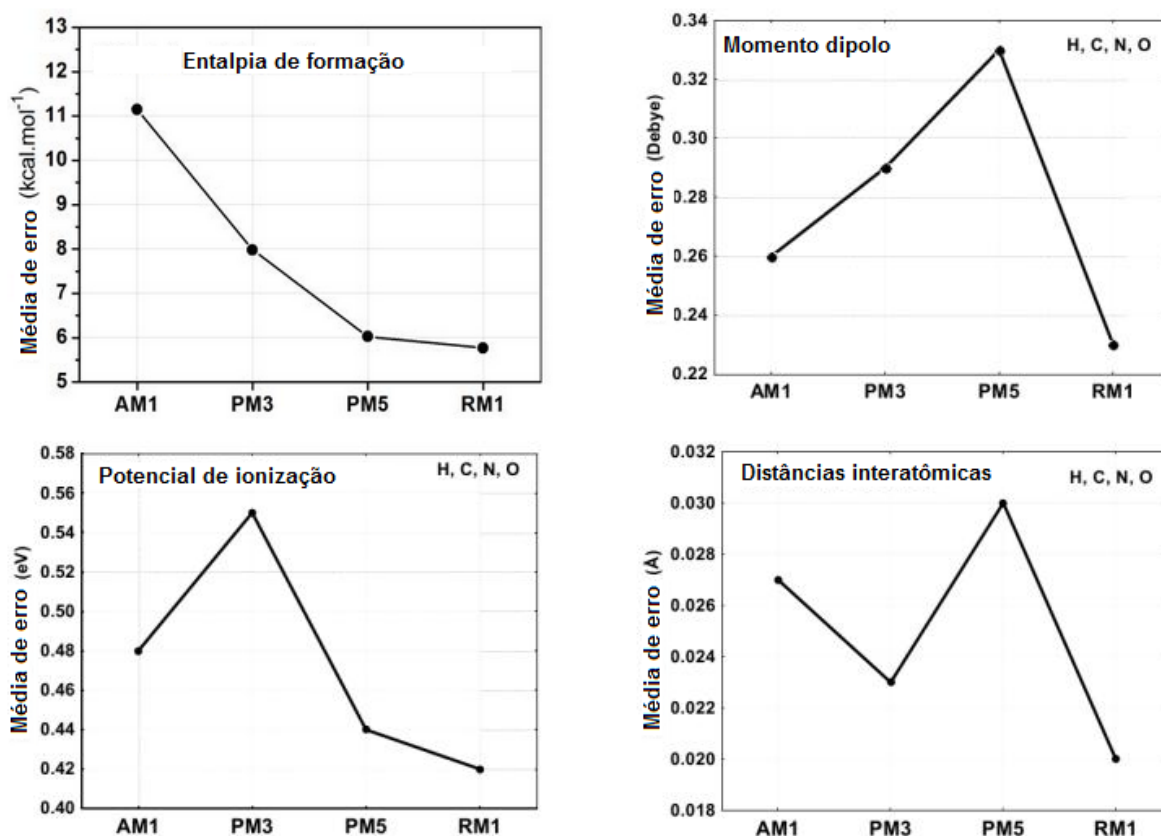 Entalpia de formação
Média de erro (kcal.mol⁻¹)
13
12
11
10
9
8
7
6
5
AM1 PM3 PM5 RM1
Momento dipolo
H, C, N, O
Média de erro (Debye)
0.34
0.32
0.30
0.28
0.26
0.24
0.22
AM1 PM3 PM5 RM1
Potencial de ionização
H, C, N, O
Média de erro (eV)
0.58
0.56
0.54
0.52
0.50
0.48
0.46
0.44
0.42
0.40
AM1 PM3 PM5 RM1
Distâncias interatômicas
H, C, N, O
Média de erro (Å)
0.032
0.030
0.028
0.026
0.024
0.022
0.020
0.018
AM1 PM3 PM5 RM1